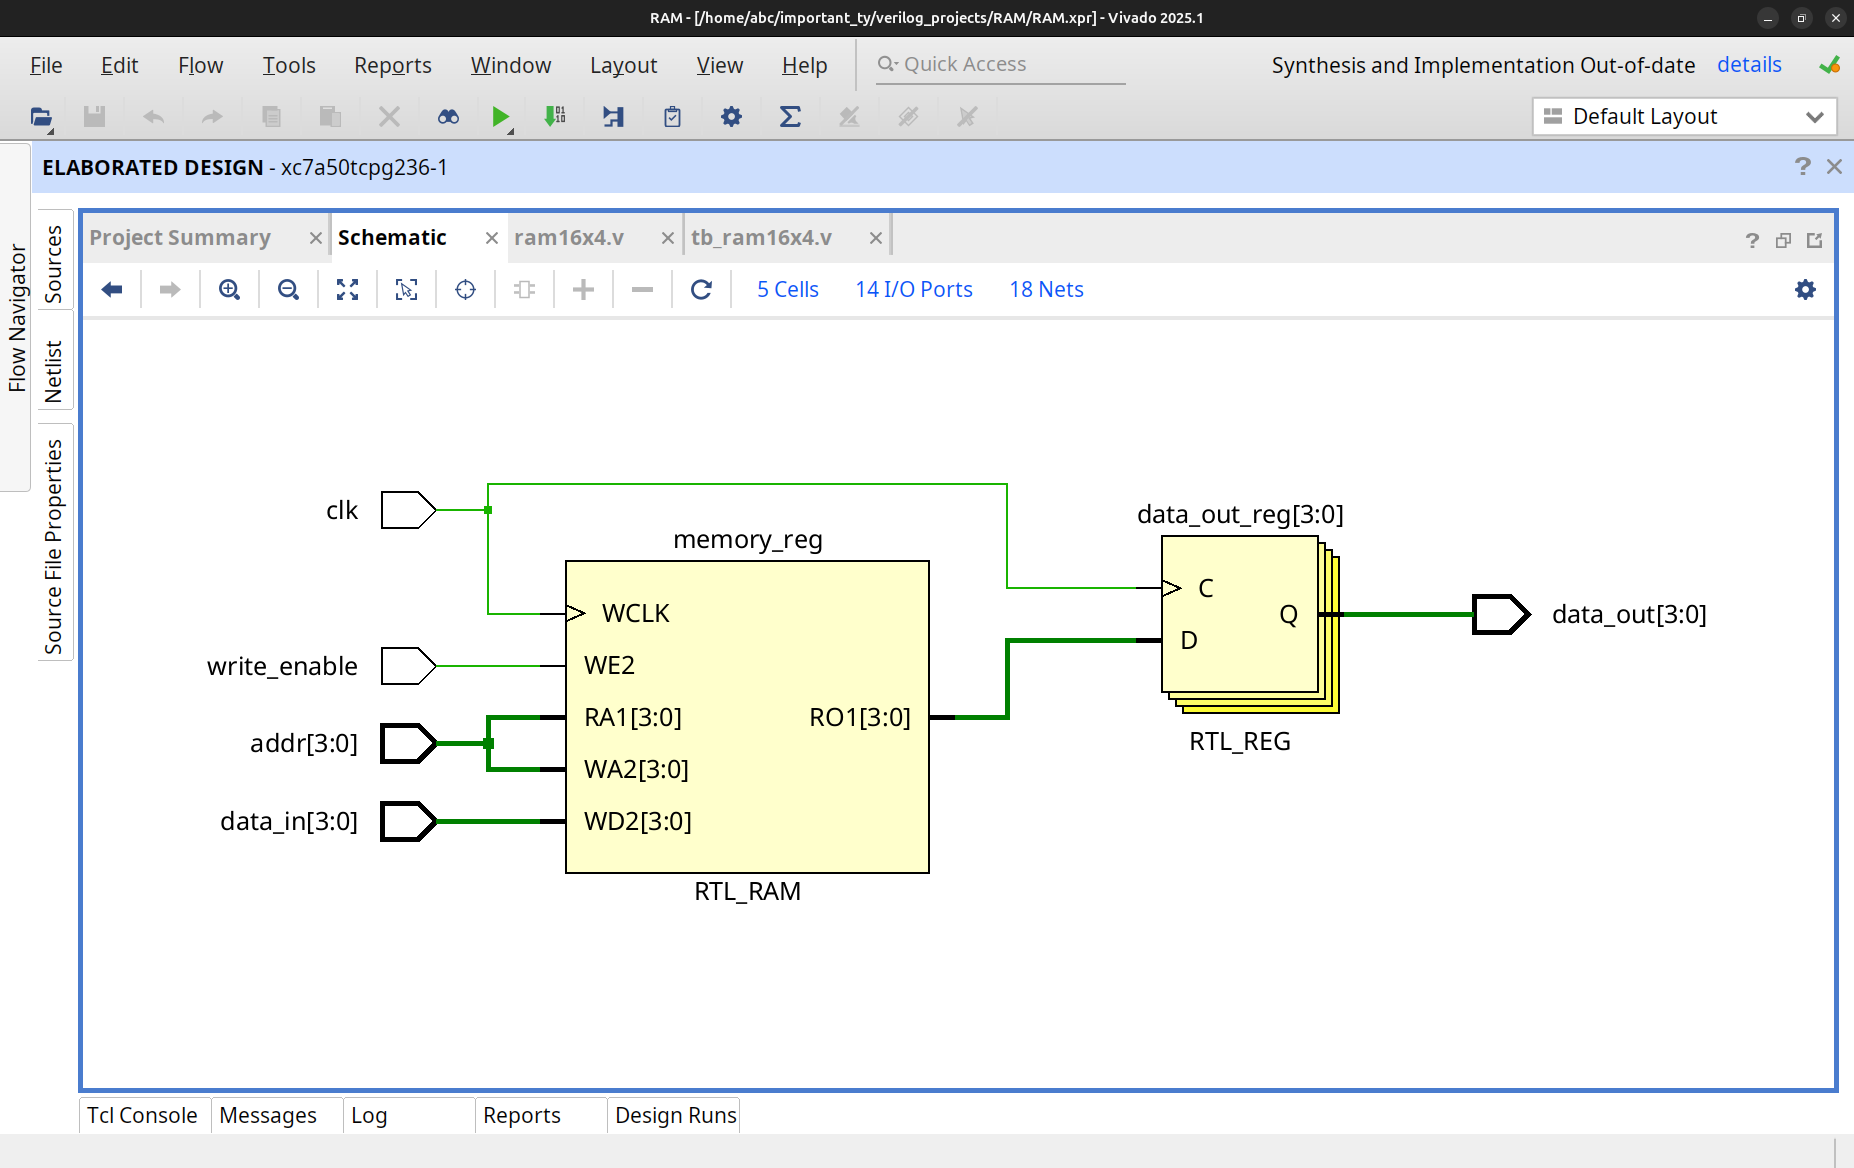 RAM - [/home/abc/important_ty/verilog_projects/RAM/RAM.xpr] - Vivado 2025.1
File Edit Flow Tools Reports Window Layout View Help Quick Access Synthesis and Implementation Out-of-date details
Default Layout
ELABORATED DESIGN - xc7a50tcpg236-1
Flow Navigator
Sources
Netlist
Source File Properties
Project Summary Schematic ram16x4.v tb_ram16x4.v
5 Cells 14 I/O Ports 18 Nets
clk
write_enable
addr[3:0]
data_in[3:0]
memory_reg
WCLK
WE2
RA1[3:0] RO1[3:0]
WA2[3:0]
WD2[3:0]
RTL_RAM
data_out_reg[3:0]
C
Q
D
RTL_REG
data_out[3:0]
Tcl Console Messages Log Reports Design Runs